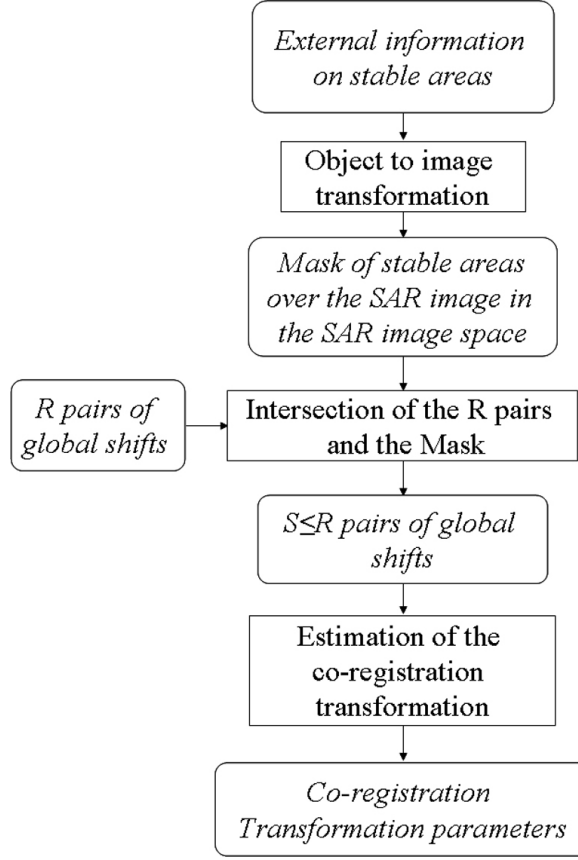 External information
on stable areas
Object to image
transformation
Mask of stable areas
over the SAR image in
the SAR image space
R pairs of
global shifts
Intersection of the R pairs
and the Mask
S≤R pairs of global
shifts
Estimation of the
co-registration
transformation
Co-registration
Transformation parameters